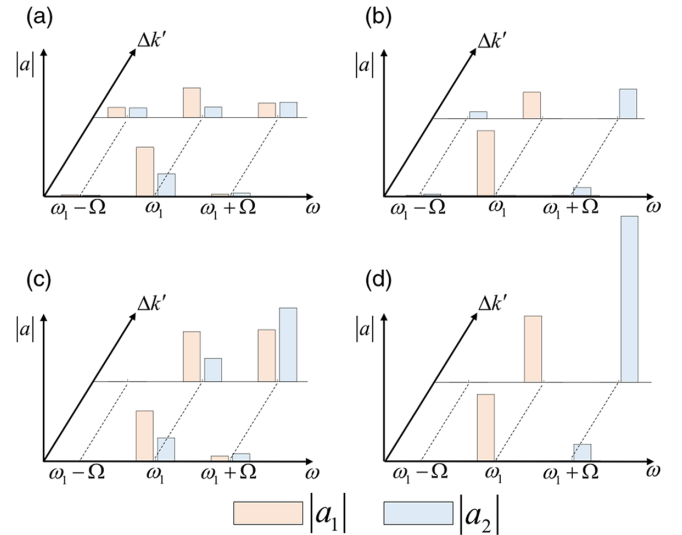 (a)
(b)
Δk′
Δk′
|a|
|a|
ω₁ − Ω
ω₁
ω₁ + Ω
ω
ω₁ − Ω
ω₁
ω₁ + Ω
ω
(c)
(d)
Δk′
Δk′
|a|
|a|
ω₁ − Ω
ω₁
ω₁ + Ω
ω
ω₁ − Ω
ω₁
ω₁ + Ω
ω
|a₁|
|a₂|